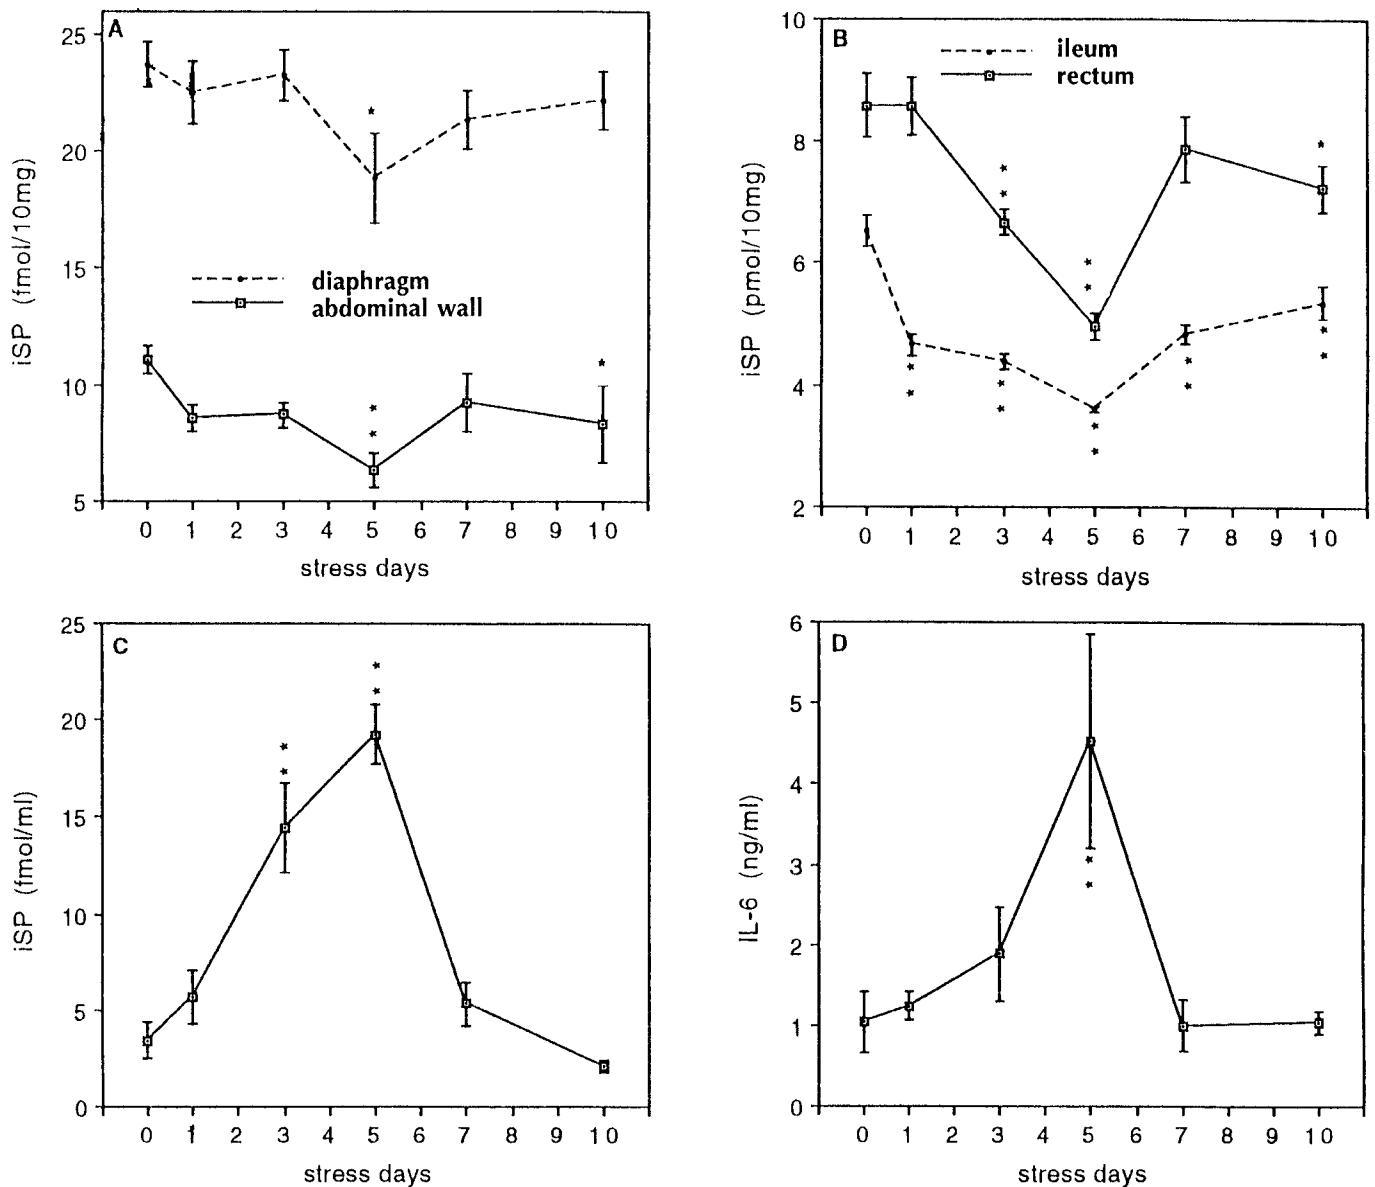 A
25
20
15
10
5
iSP (fmol/10mg)
diaphragm
abdominal wall
0 1 2 3 4 5 6 7 8 9 10
stress days
B
10
8
6
4
2
iSP (pmol/10mg)
ileum
rectum
0 1 2 3 4 5 6 7 8 9 10
stress days
C
25
20
15
10
5
0
iSP (fmol/ml)
0 1 2 3 4 5 6 7 8 9 10
stress days
D
6
5
4
3
2
1
0
IL-6 (ng/ml)
0 1 2 3 4 5 6 7 8 9 10
stress days